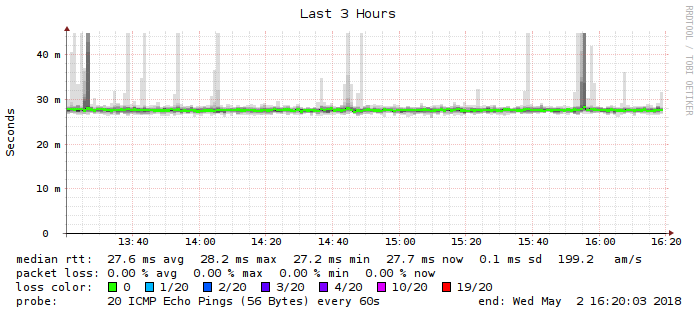 Last 3 Hours
RRDTOOL / TOBI OETIKER
Seconds
40 m
30 m
20 m
10 m
0
13:40 14:00 14:20 14:40 15:00 15:20 15:40 16:00 16:20
median rtt: 27.6 ms avg 28.2 ms max 27.2 ms min 27.7 ms now 0.1 ms sd 199.2 am/s
packet loss: 0.00 % avg 0.00 % max 0.00 % min 0.00 % now
loss color: 0 1/20 2/20 3/20 4/20 10/20 19/20
probe: 20 ICMP Echo Pings (56 Bytes) every 60s end: Wed May 2 16:20:03 2018